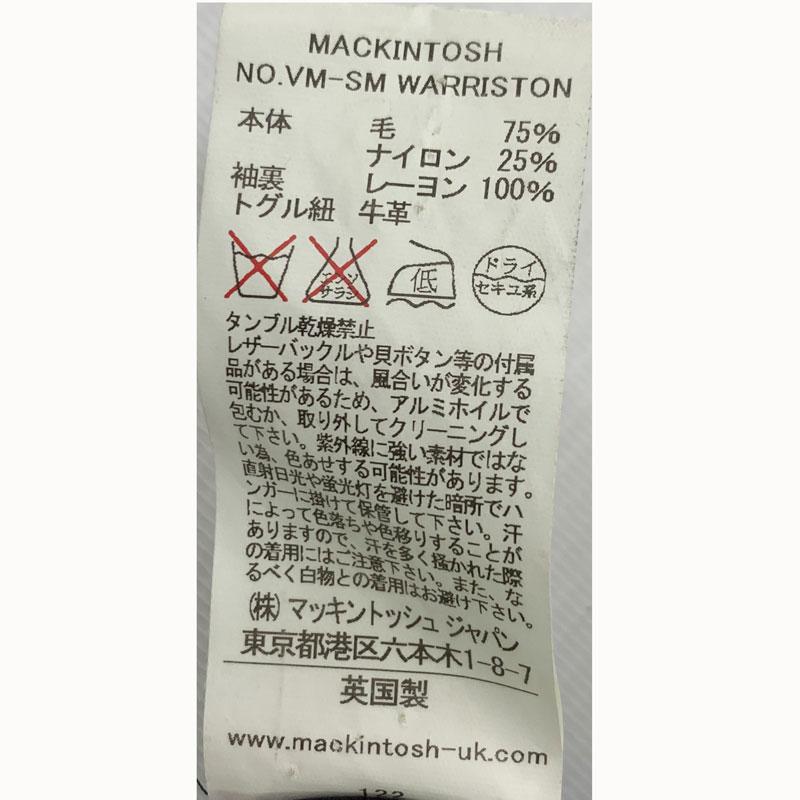 MACKINTOSH
NO.VM-SM WARRISTON
本体 毛 75%
ナイロン 25%
袖裏 レーヨン 100%
トグル紐 牛革
エンソ
サラシ
低
ドライ
セキユ系
タンブル乾燥禁止
レザーバックルや貝ボタン等の付属
品がある場合は、風合いが変化する
可能性があるため、アルミホイルで
包むか、取り外してクリーニングし
て下さい。紫外線に強い素材ではな
い為、色あせする可能性があります。
直射日光や蛍光灯を避けた暗所でハ
ンガーに掛けて保管して下さい。汗
によって色落ちや色移りすることが
ありますので、汗を多く掻かれた際
の着用にはご注意下さい。また、な
るべく白物との着用はお避け下さい。
㈱ マッキントッシュ ジャパン
東京都港区六本木1-8-7
英国製
www.mackintosh-uk.com
122